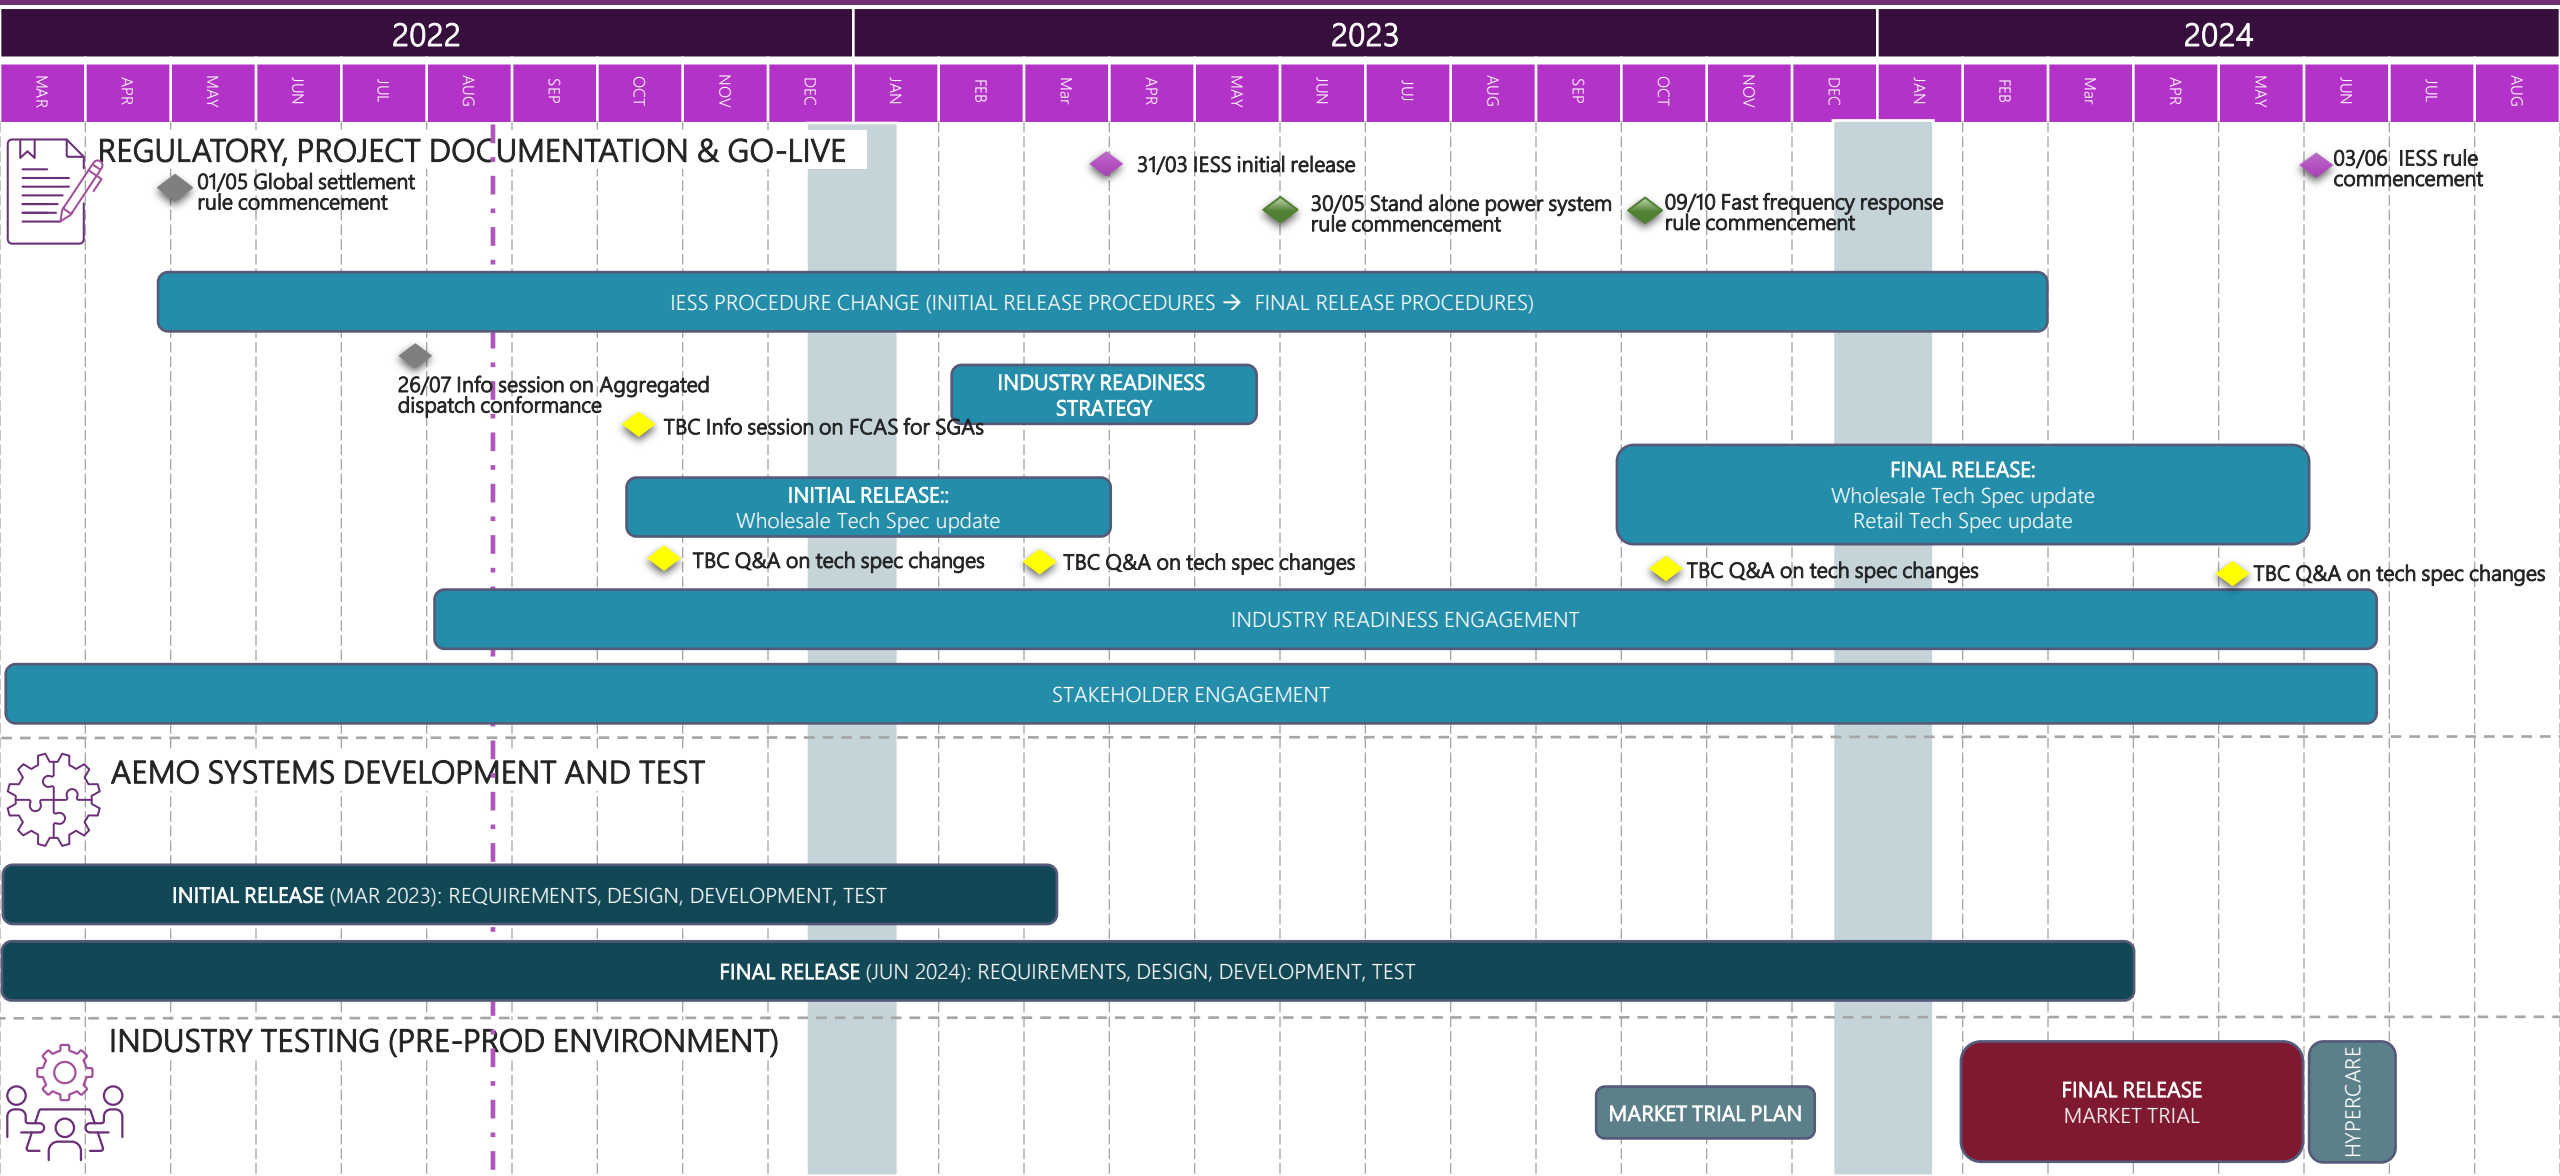 2022 2023 2024
MAR APR MAY JUN JUL AUG SEP OCT NOV DEC JAN FEB Mar APR MAY JUN JUJ AUG SEP OCT NOV DEC JAN FEB Mar APR MAY JUN JUL AUG
REGULATORY, PROJECT DOCUMENTATION & GO-LIVE
01/05 Global settlement
rule commencement
31/03 IESS initial release
30/05 Stand alone power system
rule commencement
09/10 Fast frequency response
rule commencement
03/06 IESS rule
commencement
IESS PROCEDURE CHANGE (INITIAL RELEASE PROCEDURES → FINAL RELEASE PROCEDURES)
26/07 Info session on Aggregated
dispatch conformance
INDUSTRY READINESS
STRATEGY
TBC Info session on FCAS for SGAs
INITIAL RELEASE::
Wholesale Tech Spec update
FINAL RELEASE:
Wholesale Tech Spec update
Retail Tech Spec update
TBC Q&A on tech spec changes
TBC Q&A on tech spec changes
TBC Q&A on tech spec changes
TBC Q&A on tech spec changes
INDUSTRY READINESS ENGAGEMENT
STAKEHOLDER ENGAGEMENT
AEMO SYSTEMS DEVELOPMENT AND TEST
INITIAL RELEASE (MAR 2023): REQUIREMENTS, DESIGN, DEVELOPMENT, TEST
FINAL RELEASE (JUN 2024): REQUIREMENTS, DESIGN, DEVELOPMENT, TEST
INDUSTRY TESTING (PRE-PROD ENVIRONMENT)
MARKET TRIAL PLAN
FINAL RELEASE
MARKET TRIAL
HYPERCARE